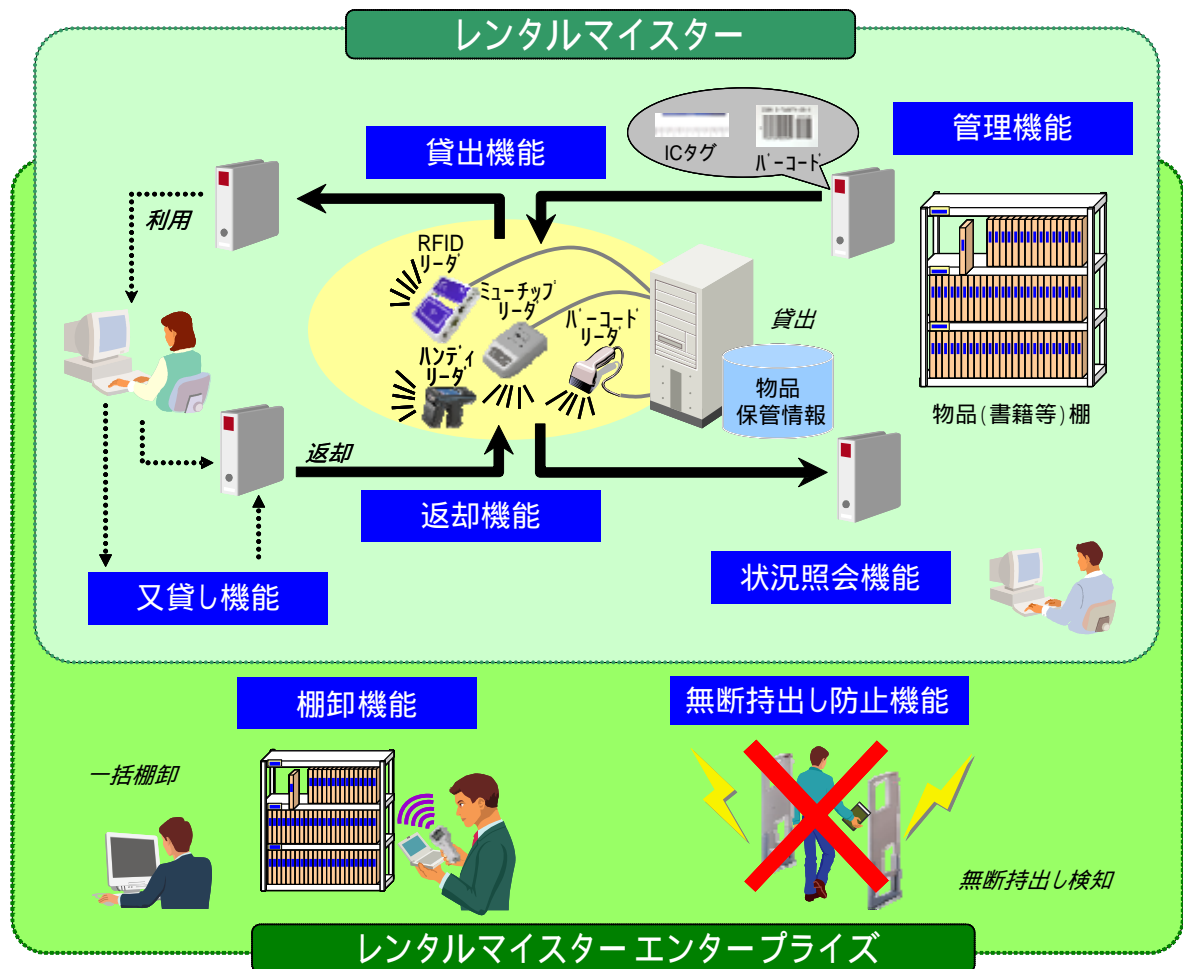 レンタルマイスター
ICタグ
バーコード
管理機能
貸出機能
利用
RFID
リーダ
ミューチップ
リーダ
バーコード
リーダ
ハンディ
リーダ
貸出
物品
保管情報
物品(書籍等)棚
返却
返却機能
又貸し機能
状況照会機能
棚卸機能
無断持出し防止機能
一括棚卸
無断持出し検知
レンタルマイスター エンタープライズ